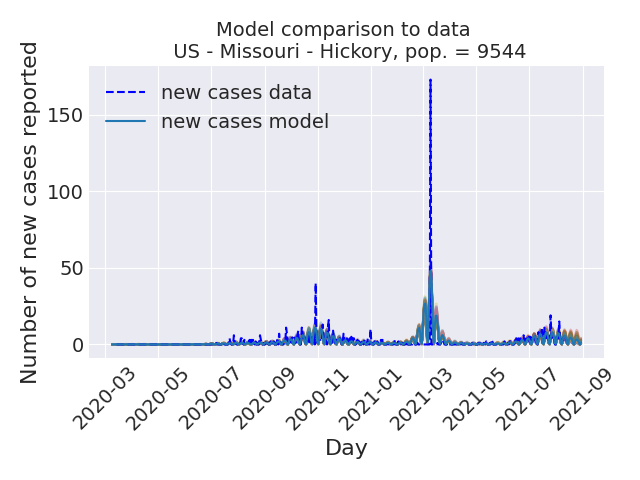 Model comparison to data
US - Missouri - Hickory, pop. = 9544
Number of new cases reported
150
100
50
0
new cases data
new cases model
2020-03
2020-05
2020-07
2020-09
2020-11
2021-01
2021-03
2021-05
2021-07
2021-09
Day